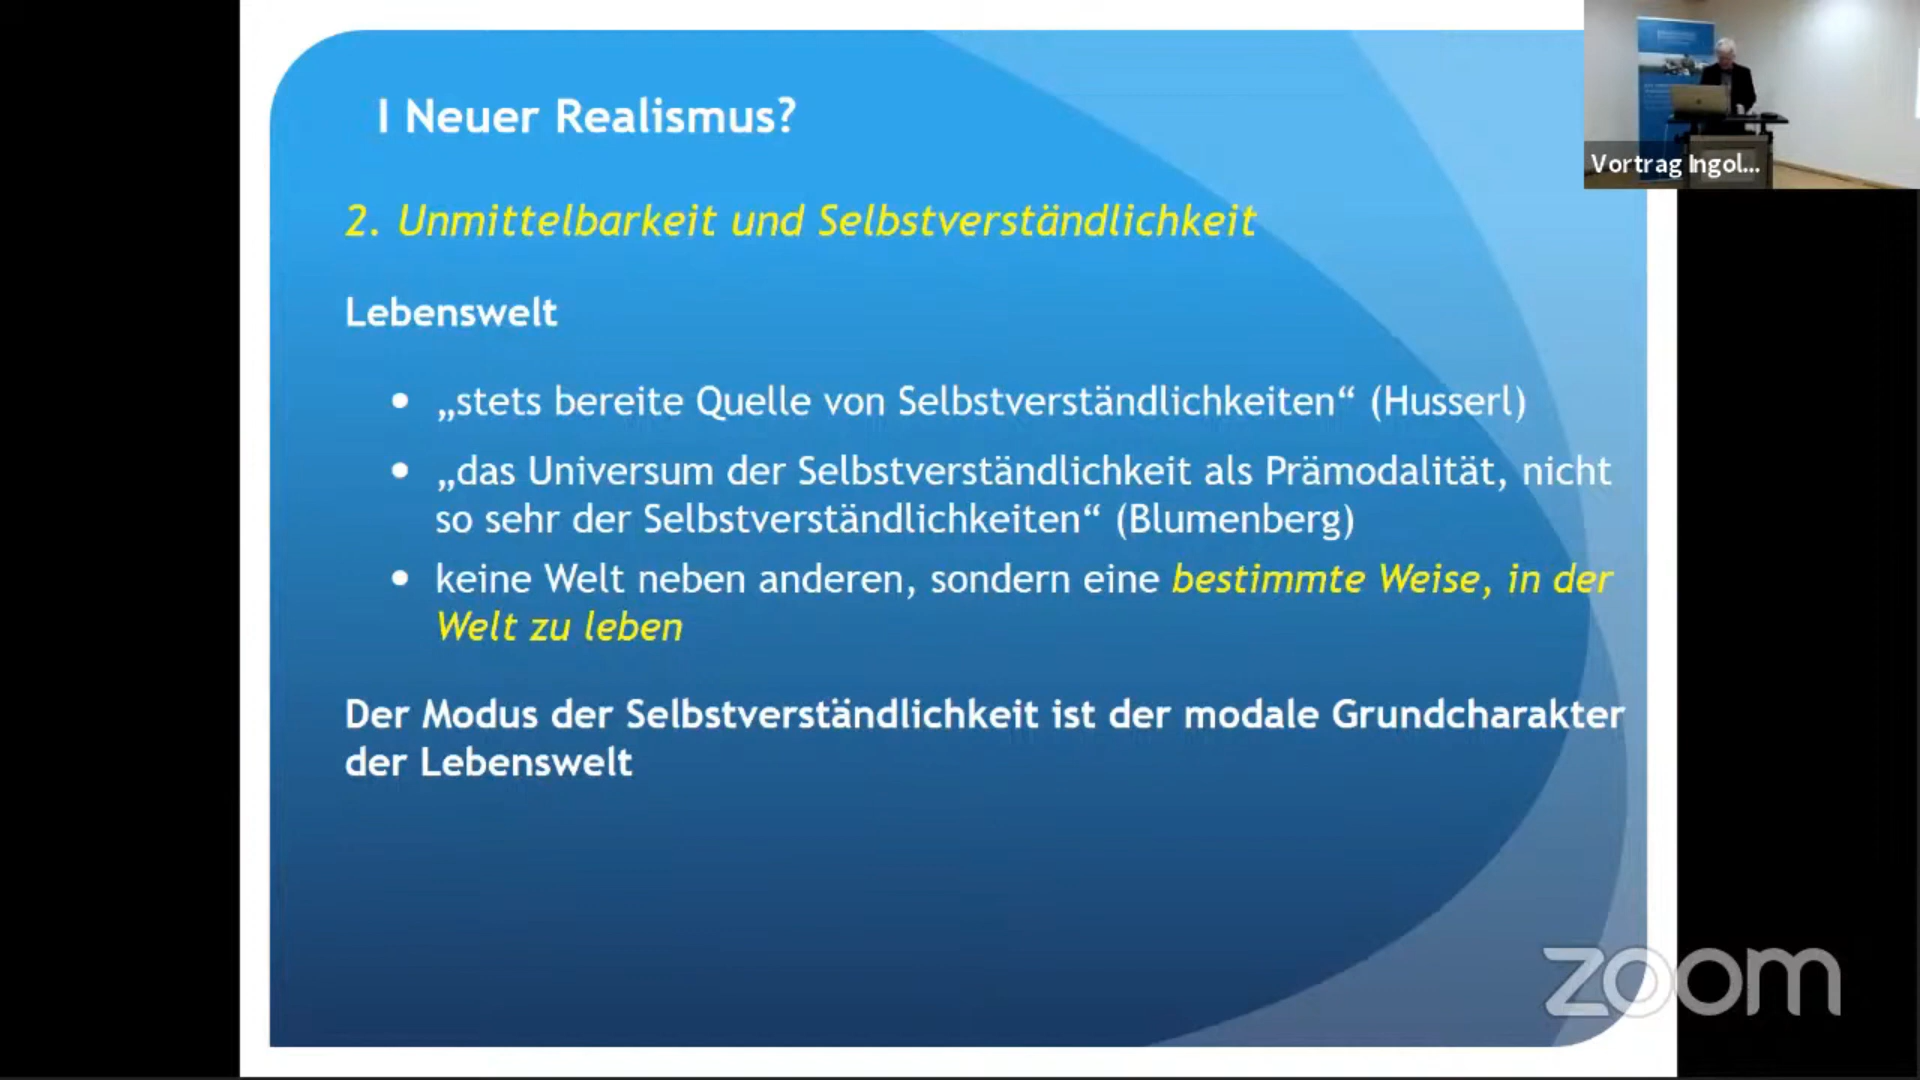 I Neuer Realismus?
2. Unmittelbarkeit und Selbstverständlichkeit
Lebenswelt
• „stets bereite Quelle von Selbstverständlichkeiten“ (Husserl)
• „das Universum der Selbstverständlichkeit als Prämodalität, nicht
so sehr der Selbstverständlichkeiten“ (Blumenberg)
• keine Welt neben anderen, sondern eine bestimmte Weise, in der
Welt zu leben
Der Modus der Selbstverständlichkeit ist der modale Grundcharakter
der Lebenswelt
Vortrag Ingol...
zoom